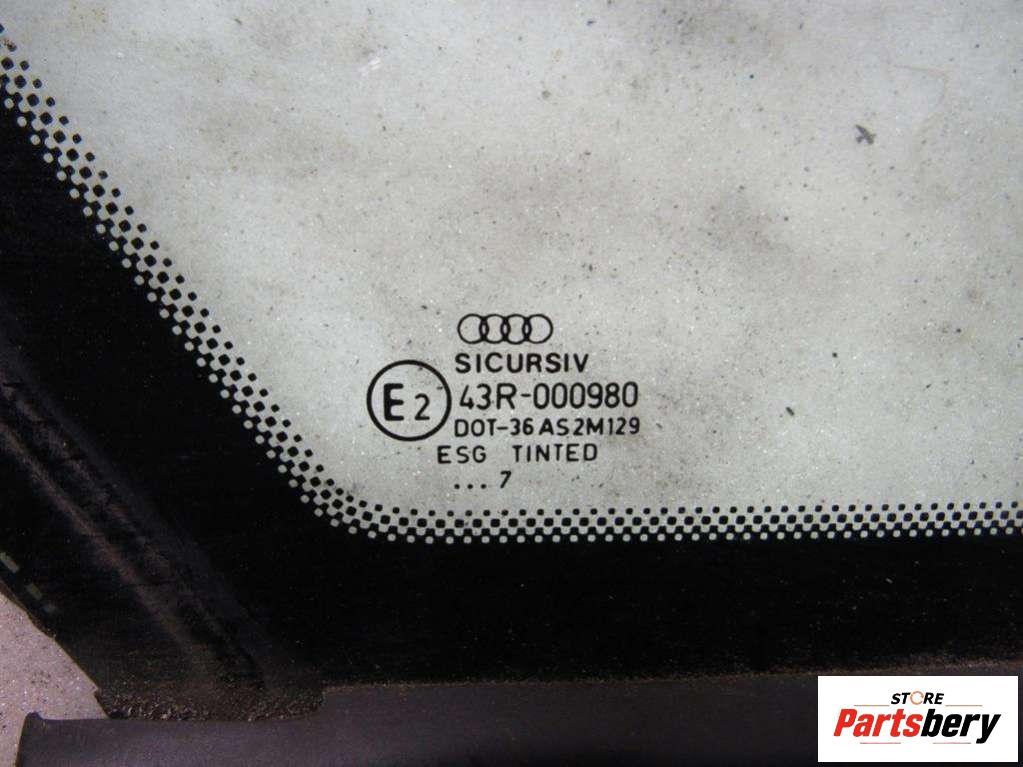 SICURSIV
E2 43R-000980
DOT-36 AS2M129
ESG TINTED
... 7
STORE
Partsbery